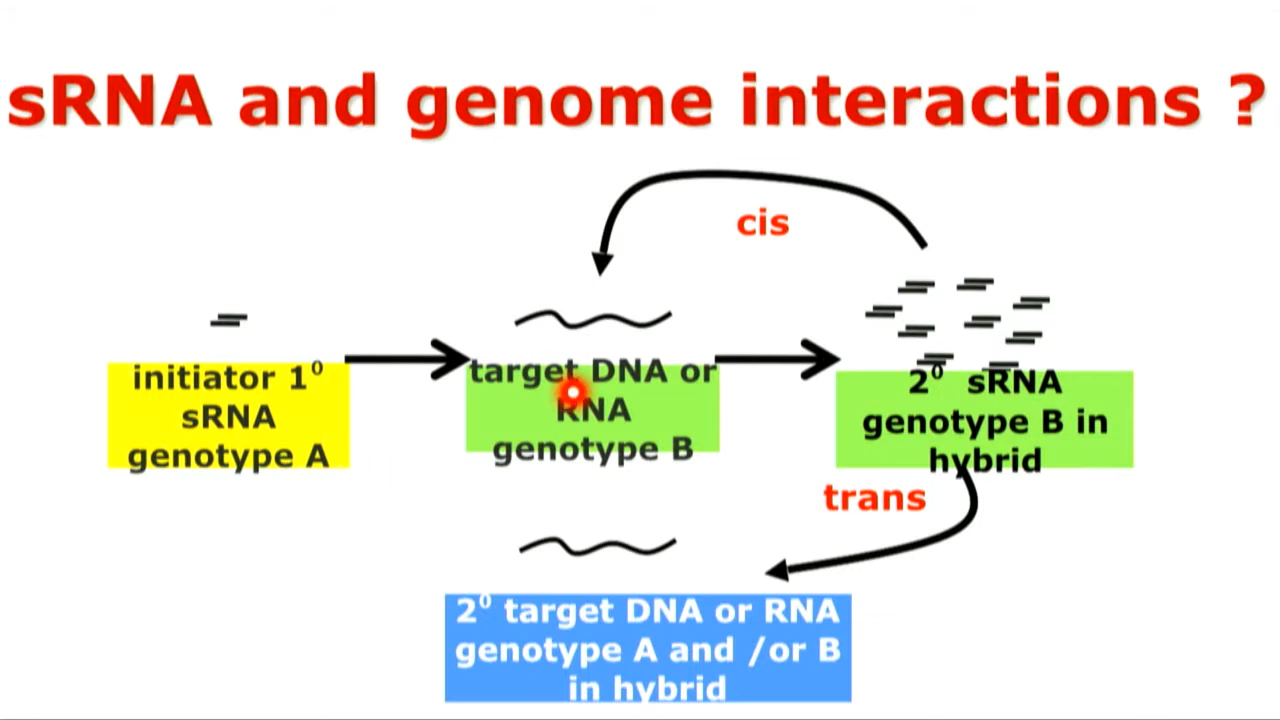 sRNA and genome interactions ?
cis
initiator 1⁰
sRNA
genotype A
target DNA or
RNA
genotype B
2⁰ sRNA
genotype B in
hybrid
trans
2⁰ target DNA or RNA
genotype A and /or B
in hybrid